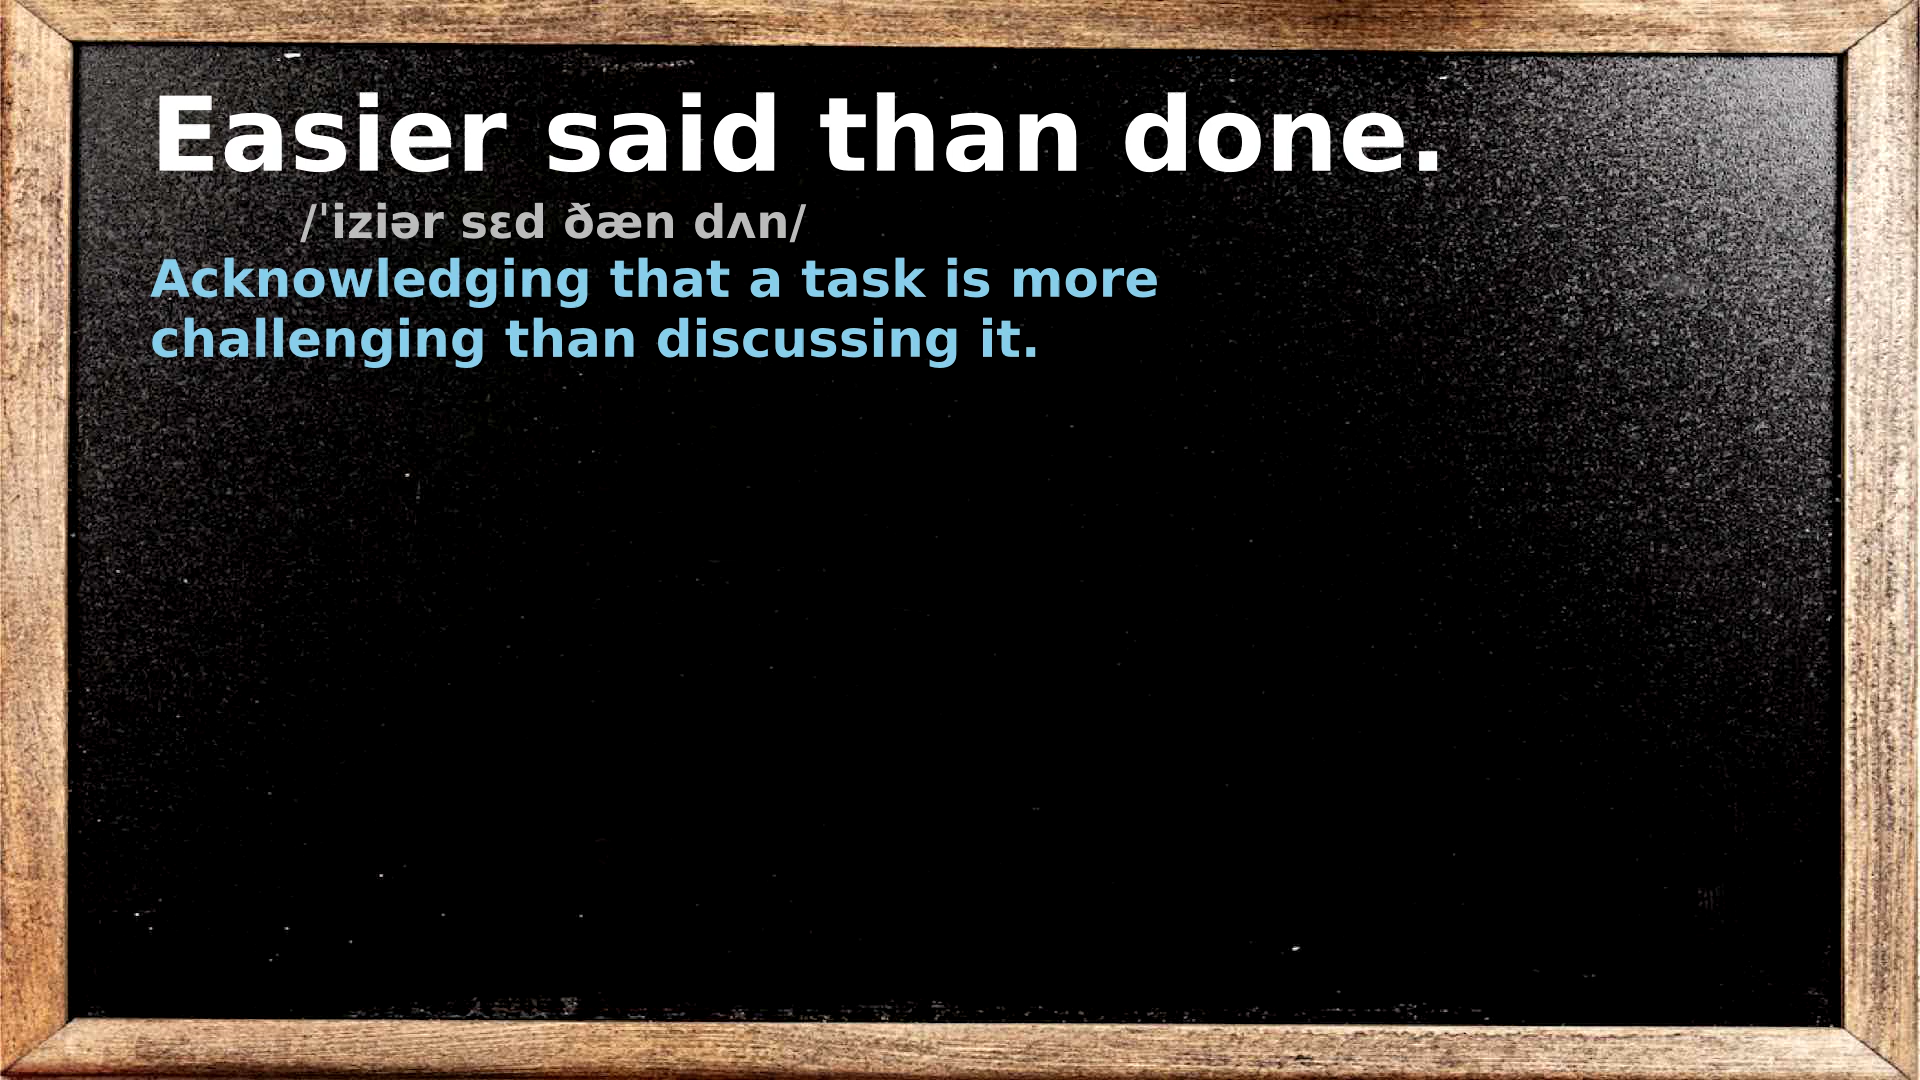 Easier said than done.
/ˈiziər sɛd ðæn dʌn/
Acknowledging that a task is more
challenging than discussing it.